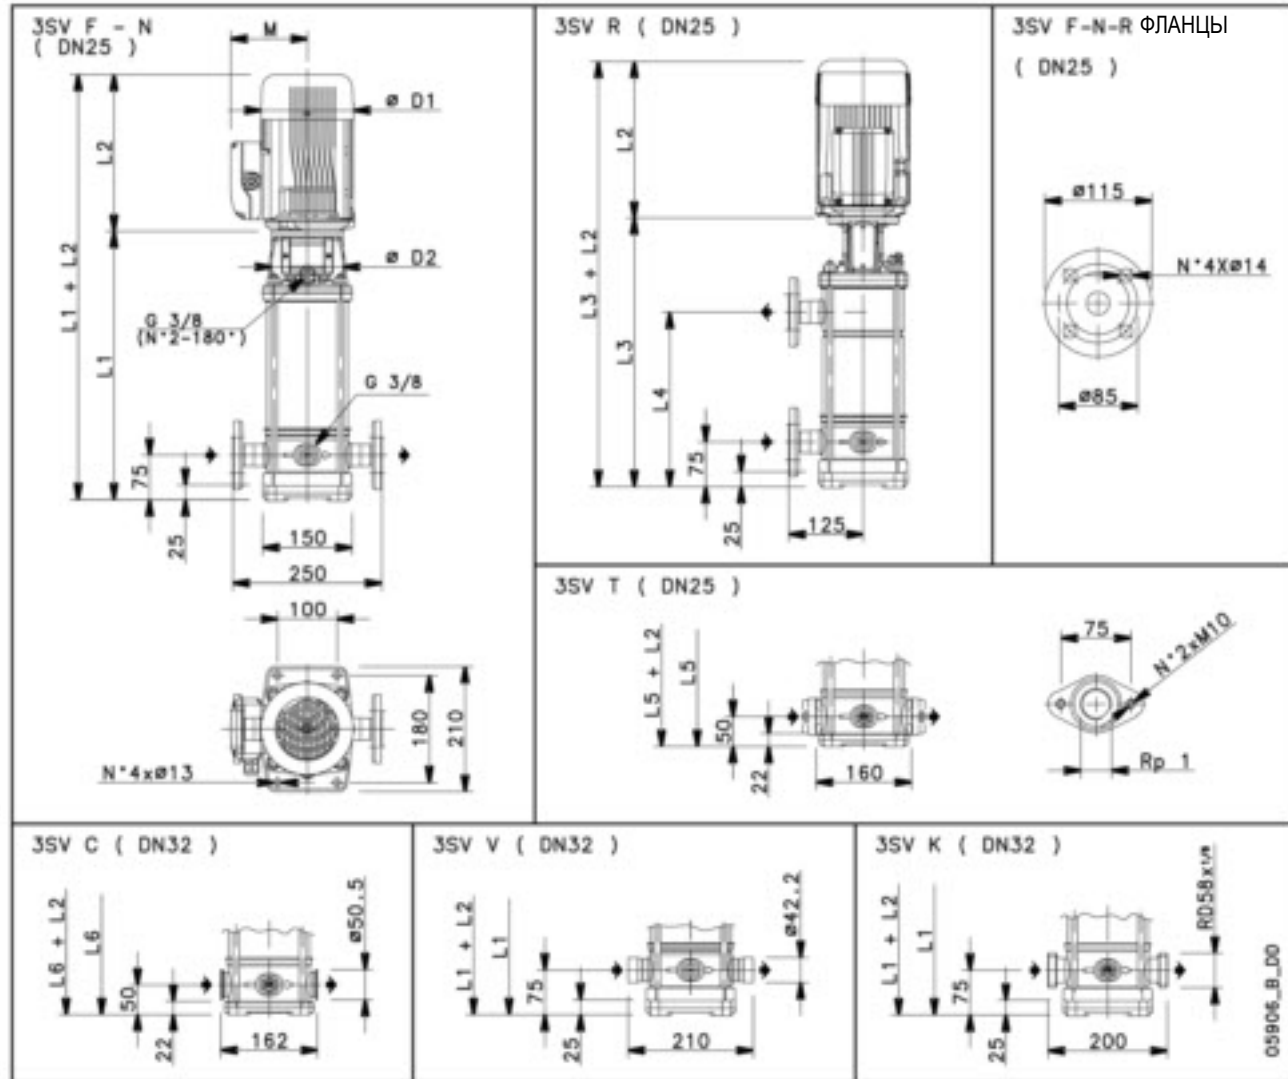 3SV F - N
( DN25 )
M
ø D1
L2
L1 + L2
ø D2
G 3/8
(N°2-180°)
L1
G 3/8
75
25
150
250
100
180
210
N°4xø13
3SV R ( DN25 )
L2
L3 + L2
L3
L4
75
25
125
3SV F-N-R ФЛАНЦЫ
( DN25 )
ø115
N°4Xø14
ø85
3SV T ( DN25 )
L5 + L2
L5
50
22
160
75
N°2xM10
Rp 1
3SV C ( DN32 )
L6 + L2
L6
50
22
162
ø50.5
3SV V ( DN32 )
L1 + L2
L1
75
25
210
ø42.2
3SV K ( DN32 )
L1 + L2
L1
75
25
200
RD58x1/6
05906_B_DD